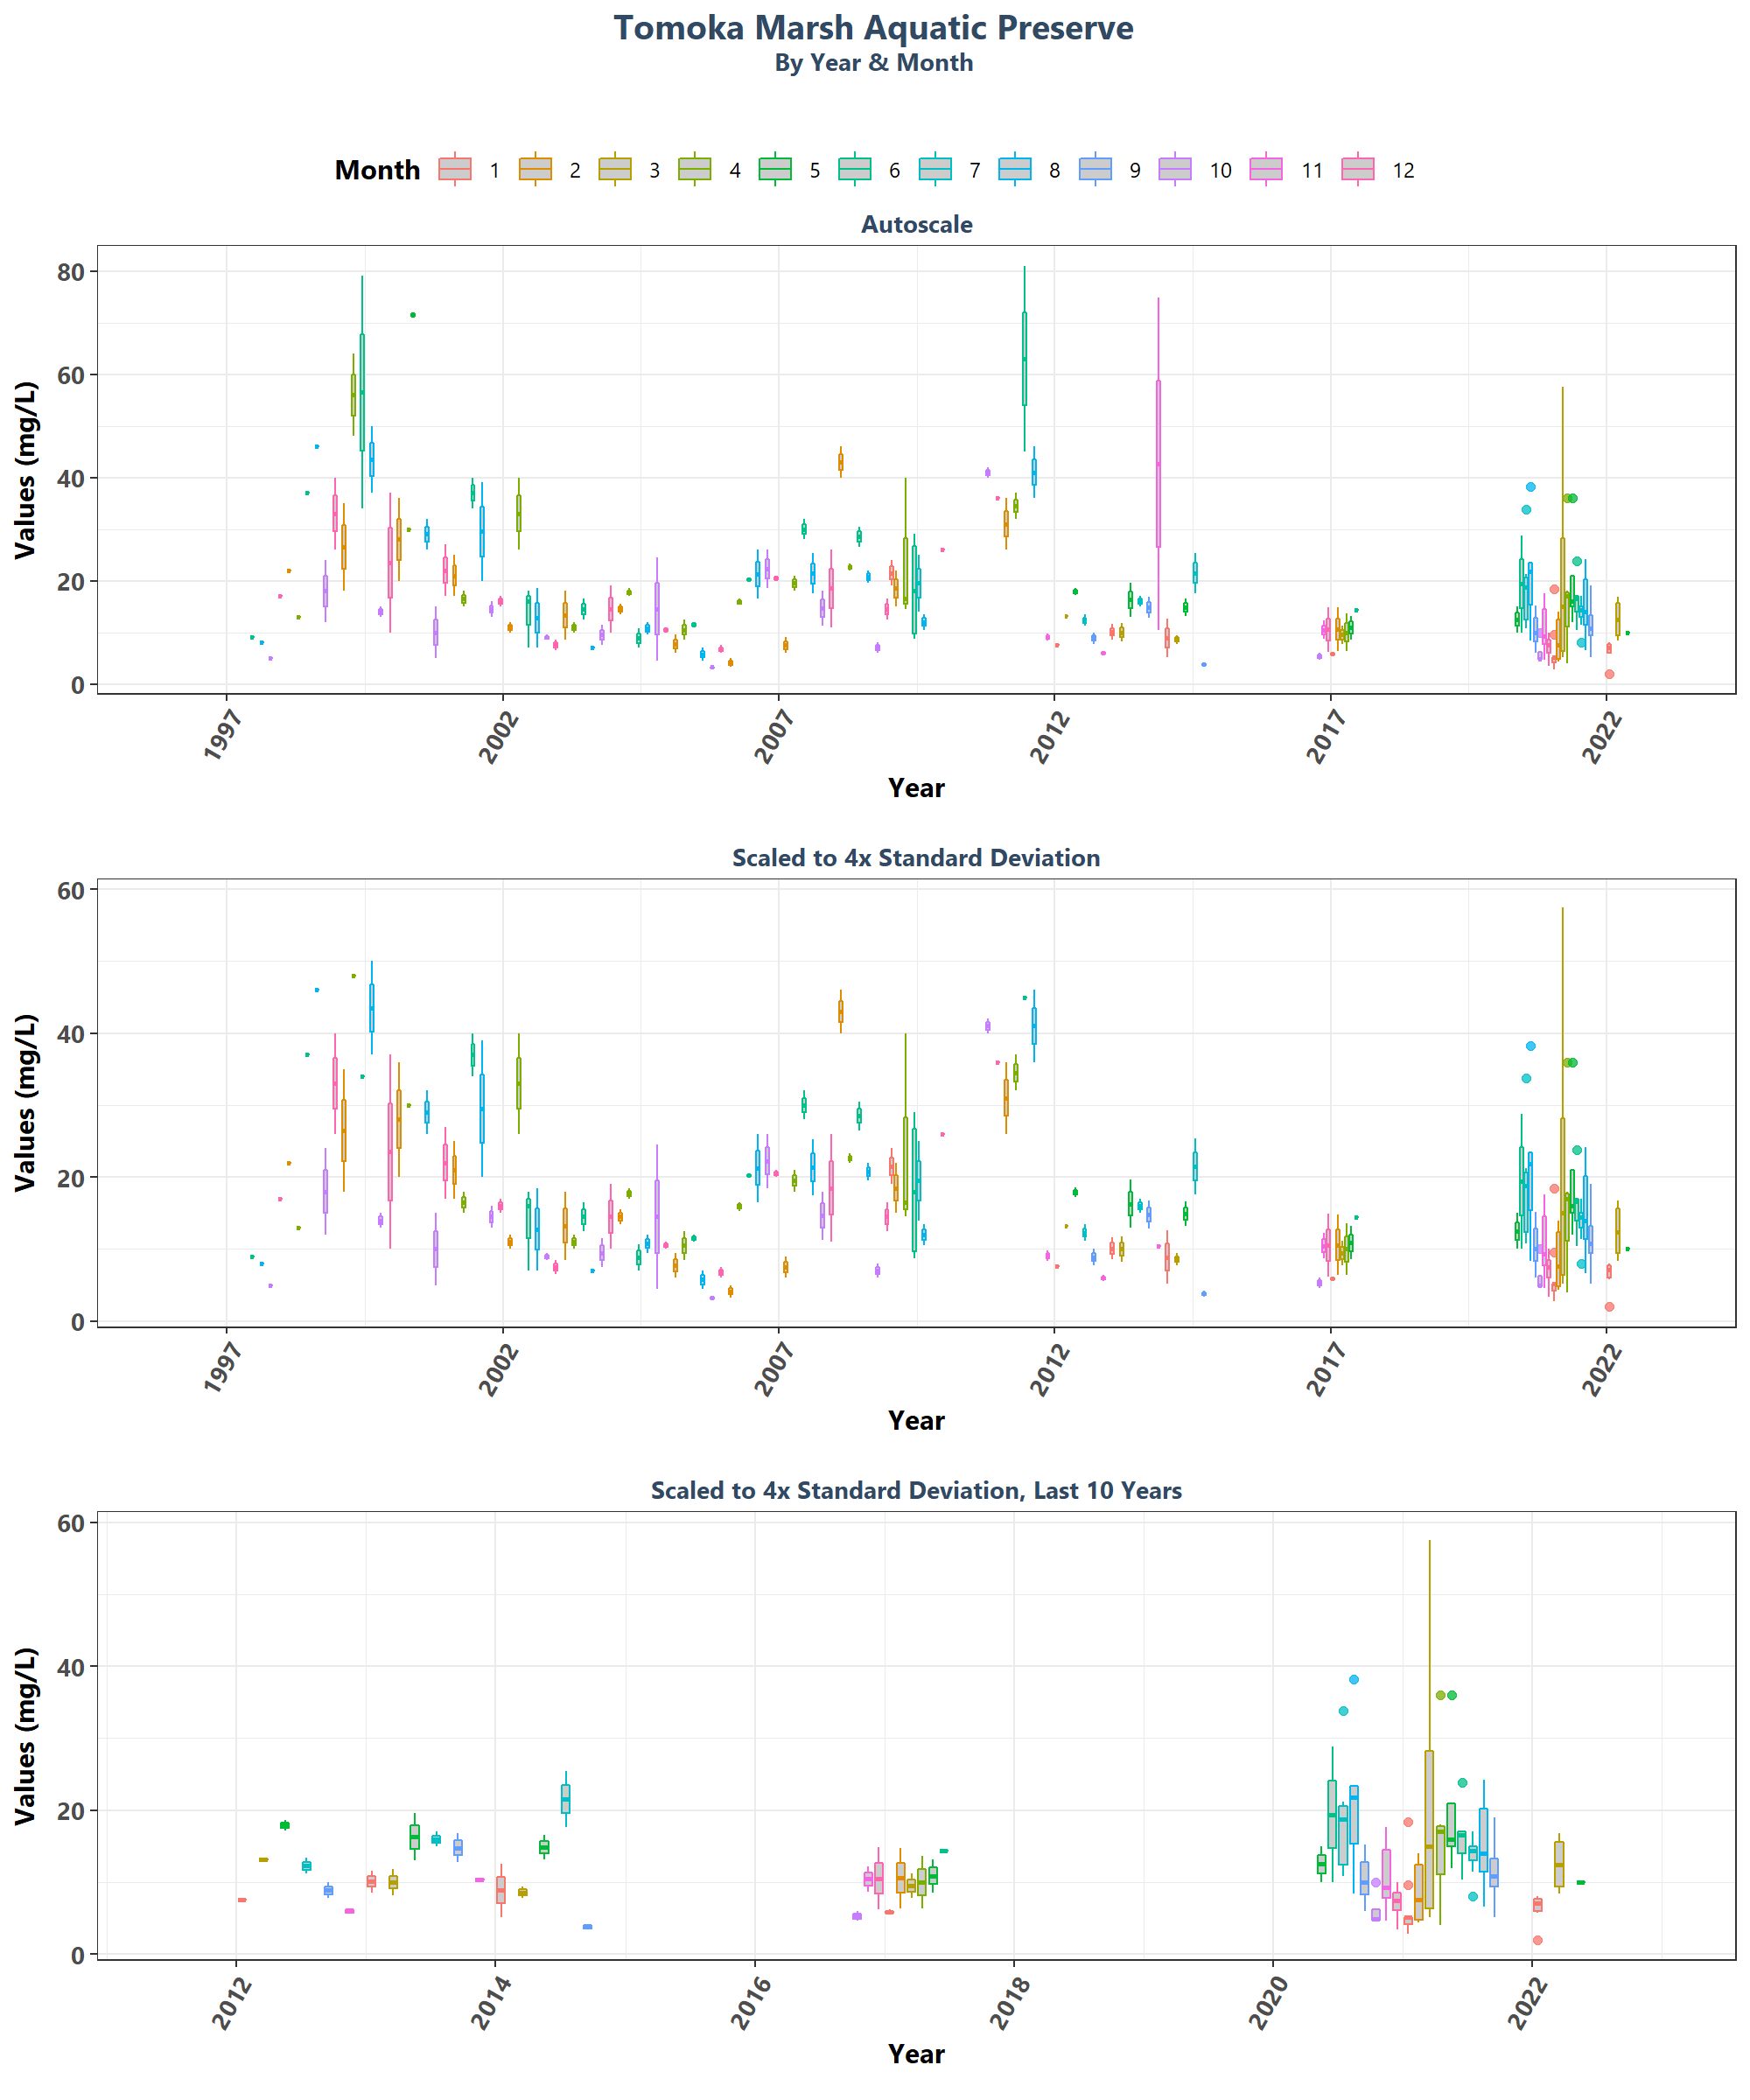 Tomoka Marsh Aquatic Preserve
By Year & Month
Month 1 2 3 4 5 6 7 8 9 10 11 12
Autoscale
Values (mg/L)
80
60
40
20
0
1997 2002 2007 2012 2017 2022
Year
Scaled to 4x Standard Deviation
Values (mg/L)
60
40
20
0
1997 2002 2007 2012 2017 2022
Year
Scaled to 4x Standard Deviation, Last 10 Years
Values (mg/L)
60
40
20
0
2012 2014 2016 2018 2020 2022
Year